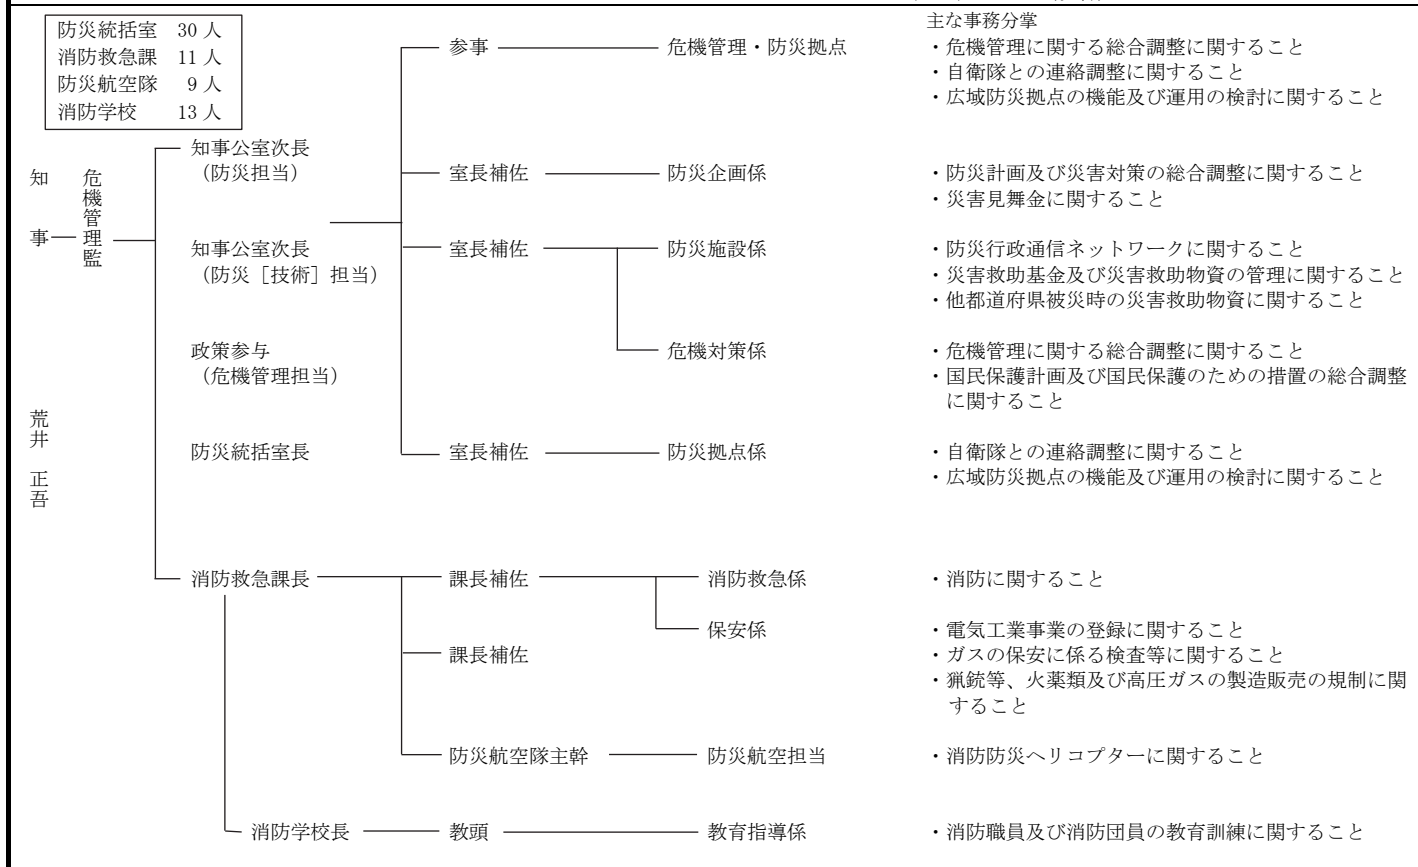 防災統括室 30人
消防救急課 11人
防災航空隊 9人
消防学校 13人
知事
荒井 正吾
危機管理監
知事公室次長
（防災担当）
知事公室次長
（防災［技術］担当）
政策参与
（危機管理担当）
防災統括室長
主な事務分掌
参事 危機管理・防災拠点
・危機管理に関する総合調整に関すること
・自衛隊との連絡調整に関すること
・広域防災拠点の機能及び運用の検討に関すること
室長補佐 防災企画係
・防災計画及び災害対策の総合調整に関すること
・災害見舞金に関すること
室長補佐 防災施設係
・防災行政通信ネットワークに関すること
・災害救助基金及び災害救助物資の管理に関すること
・他都道府県被災時の災害救助物資に関すること
危機対策係
・危機管理に関する総合調整に関すること
・国民保護計画及び国民保護のための措置の総合調整
に関すること
室長補佐 防災拠点係
・自衛隊との連絡調整に関すること
・広域防災拠点の機能及び運用の検討に関すること
消防救急課長 課長補佐 消防救急係
・消防に関すること
保安係
・電気工業事業の登録に関すること
課長補佐
・ガスの保安に係る検査等に関すること
・猟銃等、火薬類及び高圧ガスの製造販売の規制に関
すること
防災航空隊主幹 防災航空担当
・消防防災ヘリコプターに関すること
消防学校長 教頭 教育指導係
・消防職員及び消防団員の教育訓練に関すること